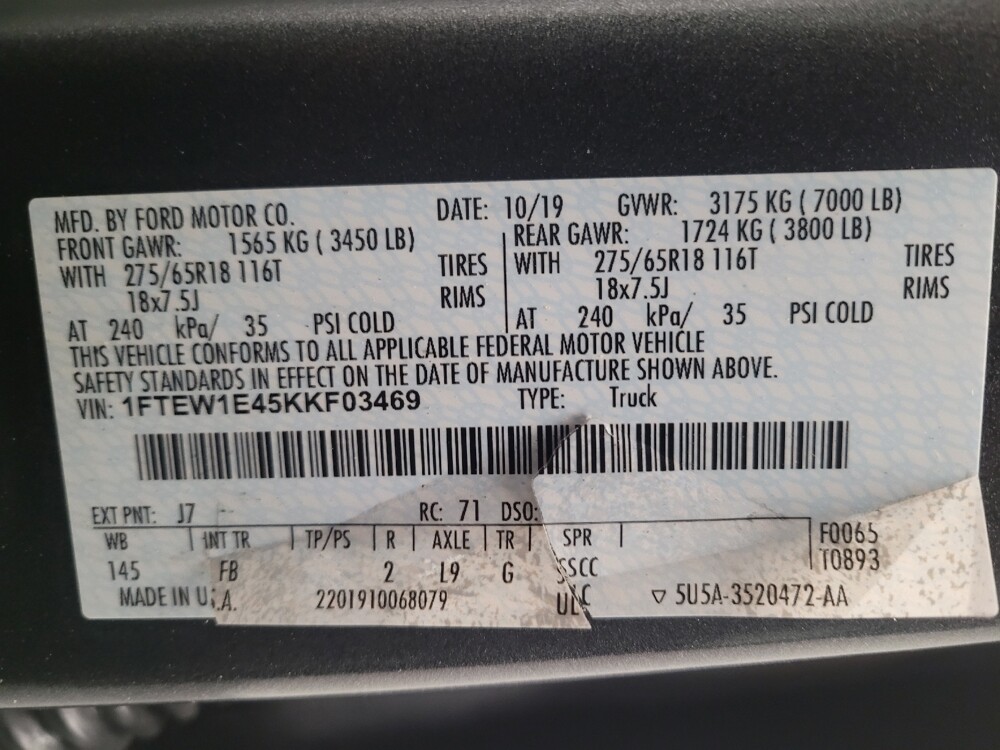 MFD. BY FORD MOTOR CO. DATE: 10/19 GVWR: 3175 KG ( 7000 LB)
FRONT GAWR: 1565 KG ( 3450 LB) REAR GAWR: 1724 KG ( 3800 LB)
WITH 275/65R18 116T TIRES WITH 275/65R18 116T TIRES
18x7.5J RIMS 18x7.5J RIMS
AT 240 kPa/ 35 PSI COLD AT 240 kPa/ 35 PSI COLD
THIS VEHICLE CONFORMS TO ALL APPLICABLE FEDERAL MOTOR VEHICLE
SAFETY STANDARDS IN EFFECT ON THE DATE OF MANUFACTURE SHOWN ABOVE.
VIN: 1FTEW1E45KKF03469 TYPE: Truck
EXT PNT: J7 RC: 71 DSO:
WB INT TR TP/PS R AXLE TR SPR F0065
145 FB 2 L9 G SSCC T0893
MADE IN U.S.A. 2201910068079 ULC ▽ 5U5A-3520472-AA